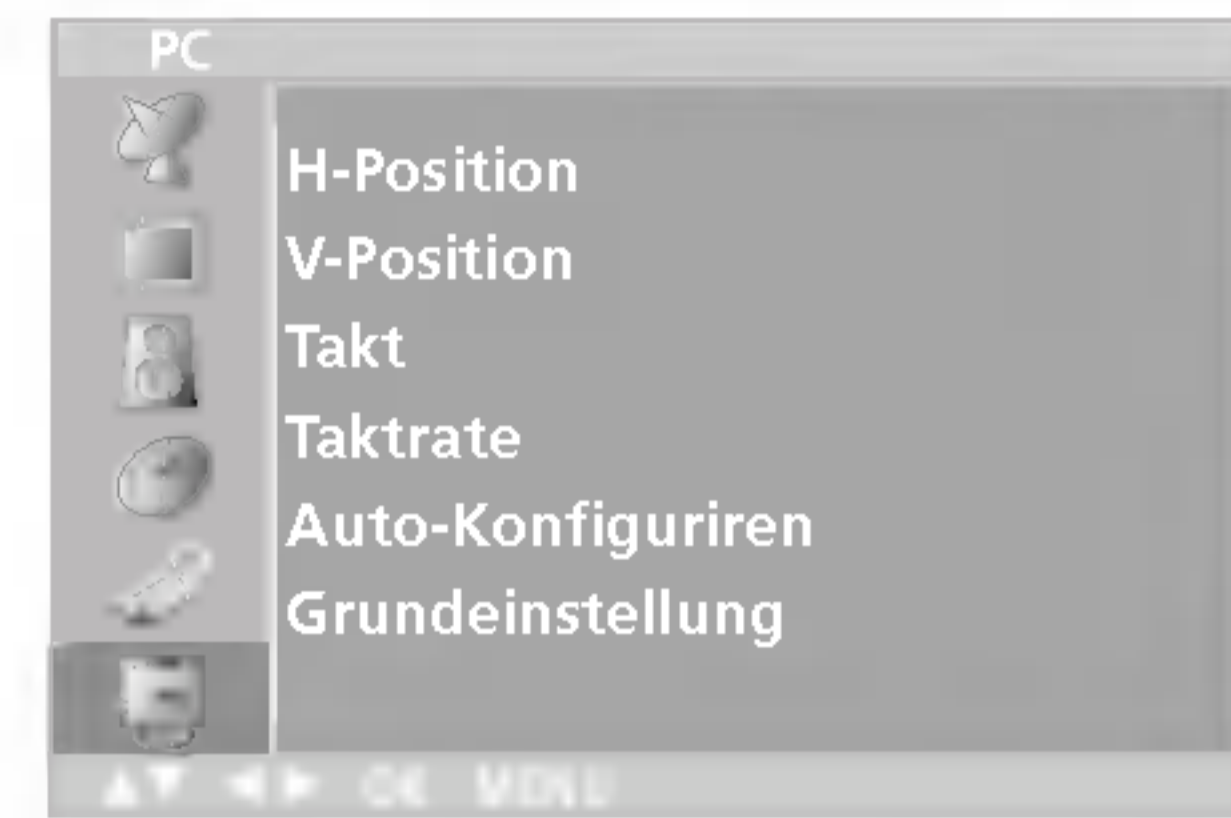 PC
H-Position
V-Position
Takt
Taktrate
Auto-Konfiguriren
Grundeinstellung
▲▼ ◀▶ OK MENU